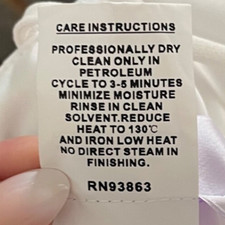 CARE INSTRUCTIONS
PROFESSIONALLY DRY
CLEAN ONLY IN
PETROLEUM
CYCLE TO 3-5 MINUTES
MINIMIZE MOISTURE
RINSE IN CLEAN
SOLVENT.REDUCE
HEAT TO 130℃
AND IRON LOW HEAT
NO DIRECT STEAM IN
FINISHING.
RN93863